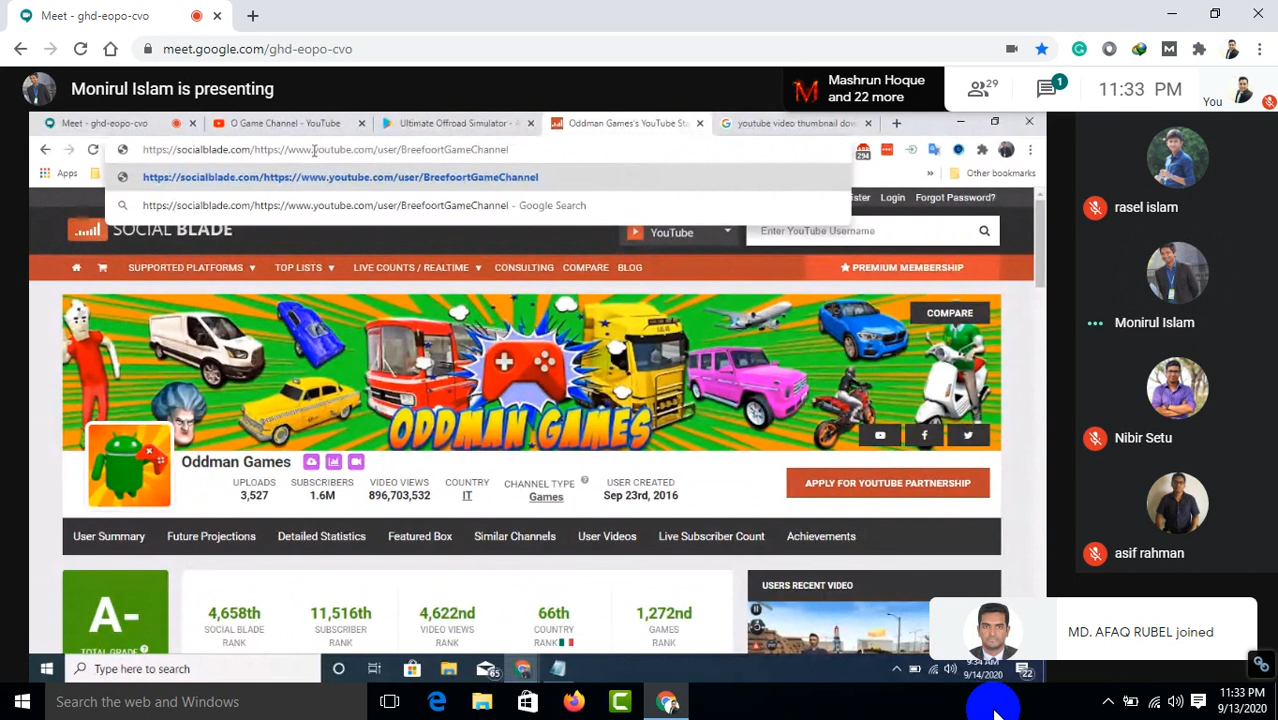 Meet - ghd-eopo-cvo
meet.google.com/ghd-eopo-cvo
Monirul Islam is presenting
Mashrun Hoque
and 22 more
29
1
11:33 PM
You
Meet - ghd-eopo-cvo
O Game Channel - YouTube
Ultimate Offroad Simulator - A
Oddman Games's YouTube Sta
youtube video thumbnail dow
https://socialblade.com/https://www.youtube.com/user/BreefoortGameChannel
294
Apps
https://socialblade.com/https://www.youtube.com/user/BreefoortGameChannel
Other bookmarks
https://socialblade.com/https://www.youtube.com/user/BreefoortGameChannel - Google Search
ister Login Forgot Password?
SOCIAL BLADE
YouTube
Enter YouTube Username
SUPPORTED PLATFORMS
TOP LISTS
LIVE COUNTS / REALTIME
CONSULTING
COMPARE
BLOG
PREMIUM MEMBERSHIP
COMPARE
ODDMAN GAMES
Oddman Games
UPLOADS
3,527
SUBSCRIBERS
1.6M
VIDEO VIEWS
896,703,532
COUNTRY
IT
CHANNEL TYPE
Games
USER CREATED
Sep 23rd, 2016
APPLY FOR YOUTUBE PARTNERSHIP
User Summary
Future Projections
Detailed Statistics
Featured Box
Similar Channels
User Videos
Live Subscriber Count
Achievements
A-
TOTAL GRADE
4,658th
SOCIAL BLADE
RANK
11,516th
SUBSCRIBER
RANK
4,622nd
VIDEO VIEWS
RANK
66th
COUNTRY
RANK
1,272nd
GAMES
RANK
USERS RECENT VIDEO
rasel islam
Monirul Islam
Nibir Setu
asif rahman
MD. AFAQ RUBEL joined
Type here to search
65
9:34 AM
9/14/2020
22
Search the web and Windows
11:33 PM
9/13/2020